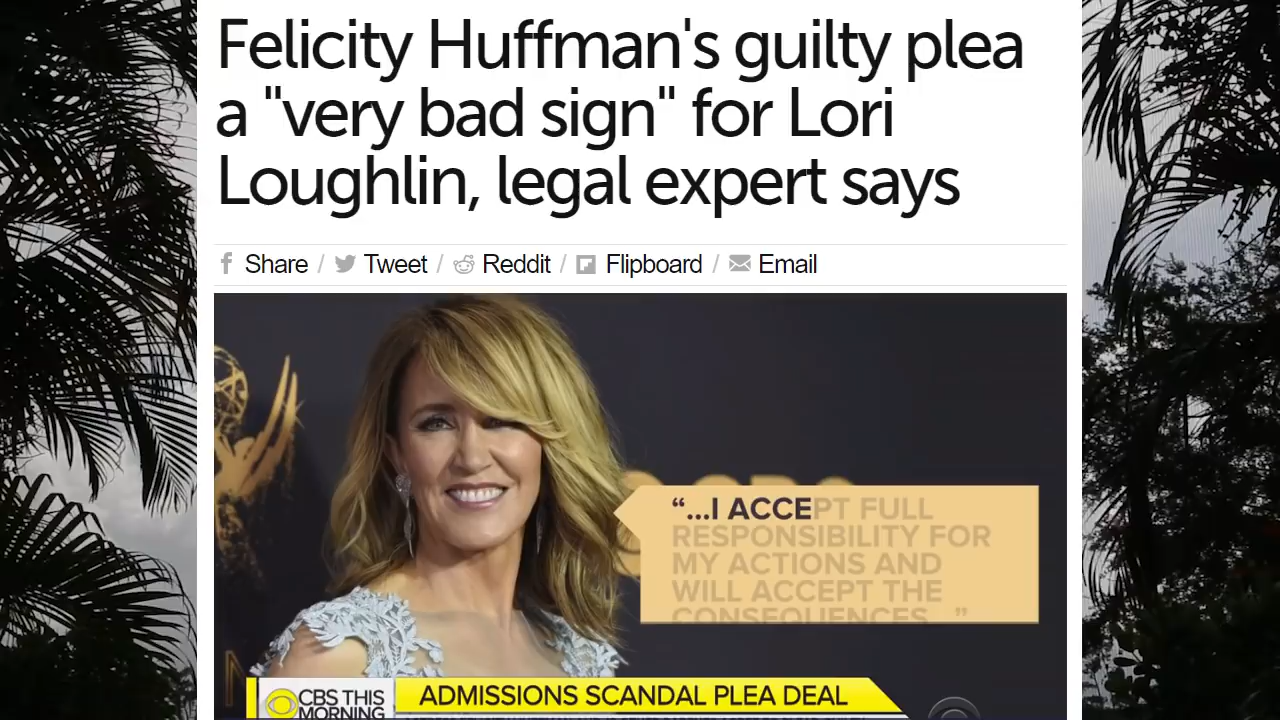 Felicity Huffman's guilty plea
a "very bad sign" for Lori
Loughlin, legal expert says
Share / Tweet / Reddit / Flipboard / Email
“...I ACCEPT FULL
RESPONSIBILITY FOR
MY ACTIONS AND
WILL ACCEPT THE
CONSEQUENCES...”
CBS THIS
MORNING
ADMISSIONS SCANDAL PLEA DEAL